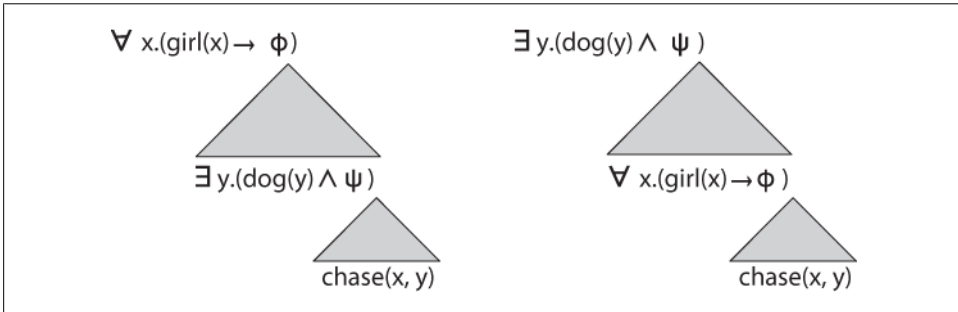 ∀ x.(girl(x) → ϕ)
∃ y.(dog(y) ∧ ψ)
chase(x, y)
∃ y.(dog(y) ∧ ψ )
∀ x.(girl(x) → ϕ )
chase(x, y)